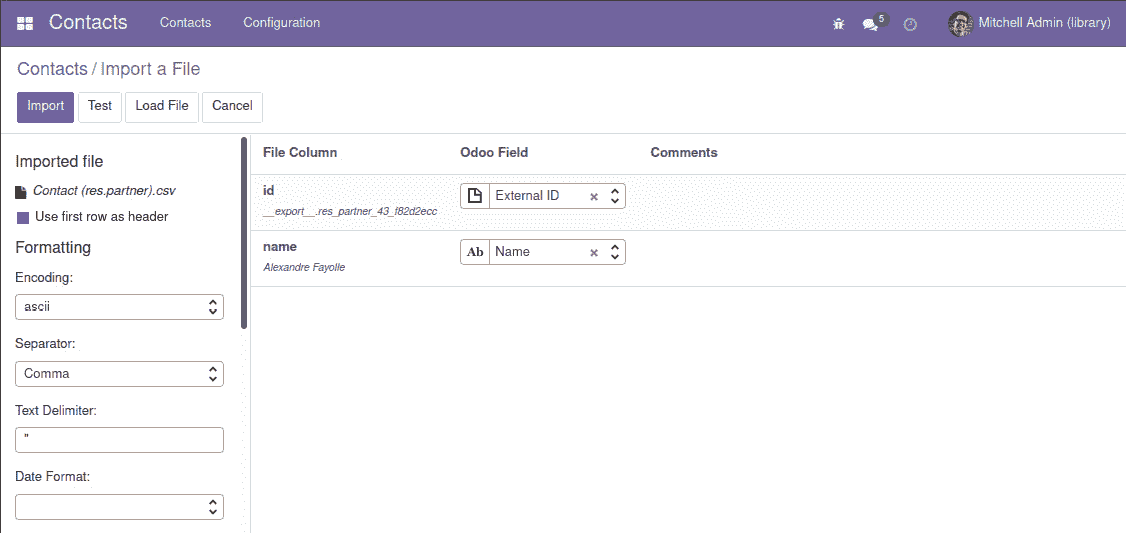 Contacts Contacts Configuration 5 Mitchell Admin (library)
Contacts / Import a File
Import Test Load File Cancel
Imported file
Contact (res.partner).csv
Use first row as header
Formatting
Encoding:
ascii
Separator:
Comma
Text Delimiter:
"
Date Format:
File Column Odoo Field Comments
id External ID
__export__.res_partner_43_f82d2ecc
name Ab Name
Alexandre Fayolle